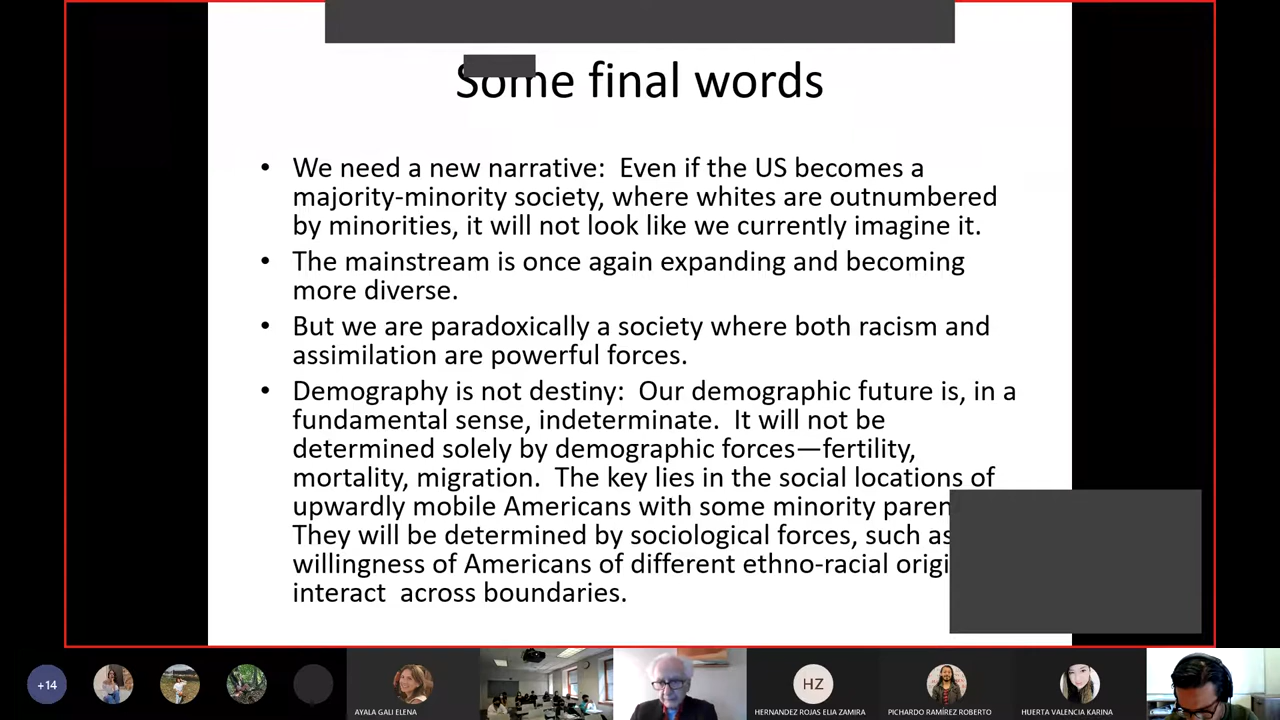 Some final words
• We need a new narrative:  Even if the US becomes a
majority-minority society, where whites are outnumbered
by minorities, it will not look like we currently imagine it.
• The mainstream is once again expanding and becoming
more diverse.
• But we are paradoxically a society where both racism and
assimilation are powerful forces.
• Demography is not destiny:  Our demographic future is, in a
fundamental sense, indeterminate.  It will not be
determined solely by demographic forces—fertility,
mortality, migration.  The key lies in the social locations of
upwardly mobile Americans with some minority
They will be determined by sociological forces, such as
willingness of Americans of different ethno-racial
interact  across boundaries.
+14
AYALA GALI ELENA
HZ
HERNANDEZ ROJAS ELIA ZAMIRA
PICHARDO RAMÍREZ ROBERTO
HUERTA VALENCIA KARINA